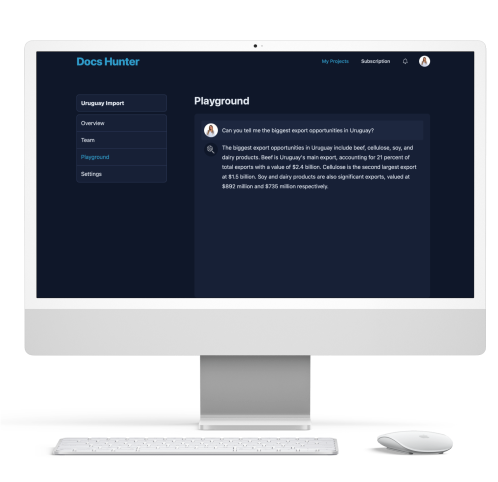 Docs Hunter
My Projects Subscription
Uruguay Import
Overview
Team
Playground
Settings
Playground
Can you tell me the biggest export opportunities in Uruguay?
The biggest export opportunities in Uruguay include beef, cellulose, soy, and
dairy products. Beef is Uruguay's main export, accounting for 21 percent of
total exports with a value of $2.4 billion. Cellulose is the second largest export
at $1.5 billion. Soy and dairy products are also significant exports, valued at
$892 million and $735 million respectively.